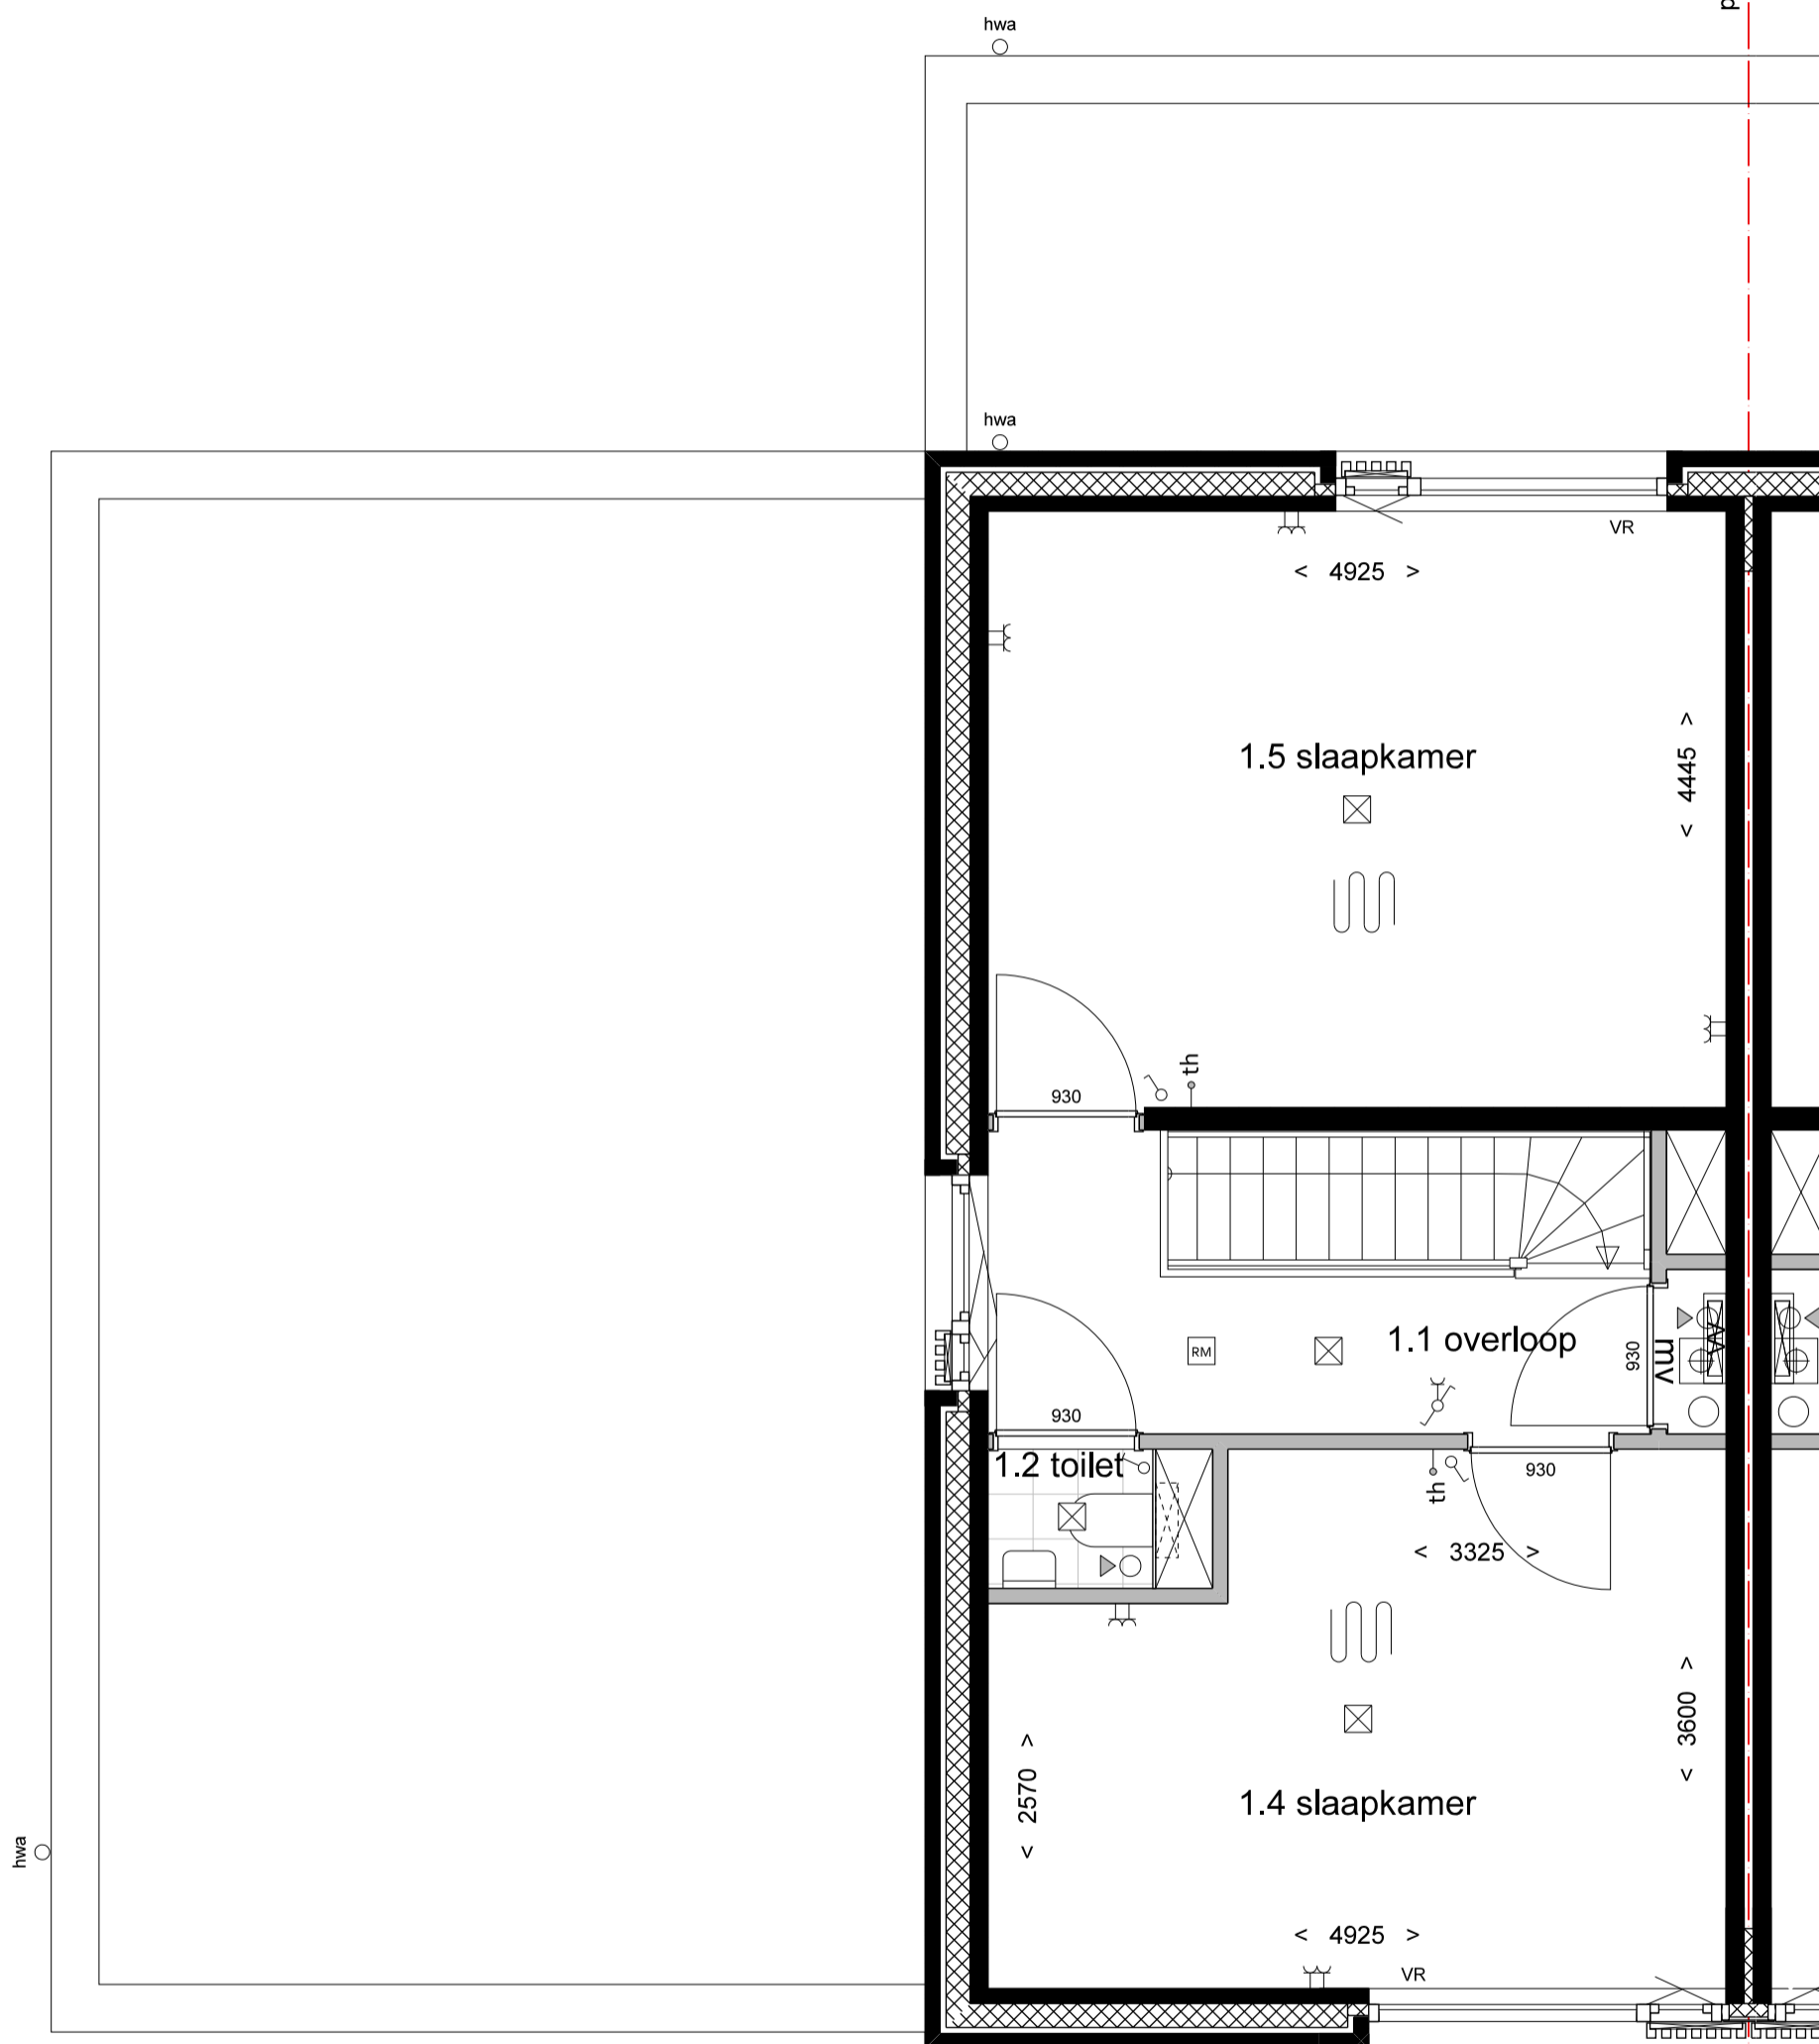 hwa
hwa
VR
< 4925 >
1.5 slaapkamer
< 4445 >
th
930
1.1 overloop
RM
930
mv
930
1.2 toilet
930
th
< 3325 >
< 3600 >
< 2570 >
1.4 slaapkamer
hwa
< 4925 >
VR